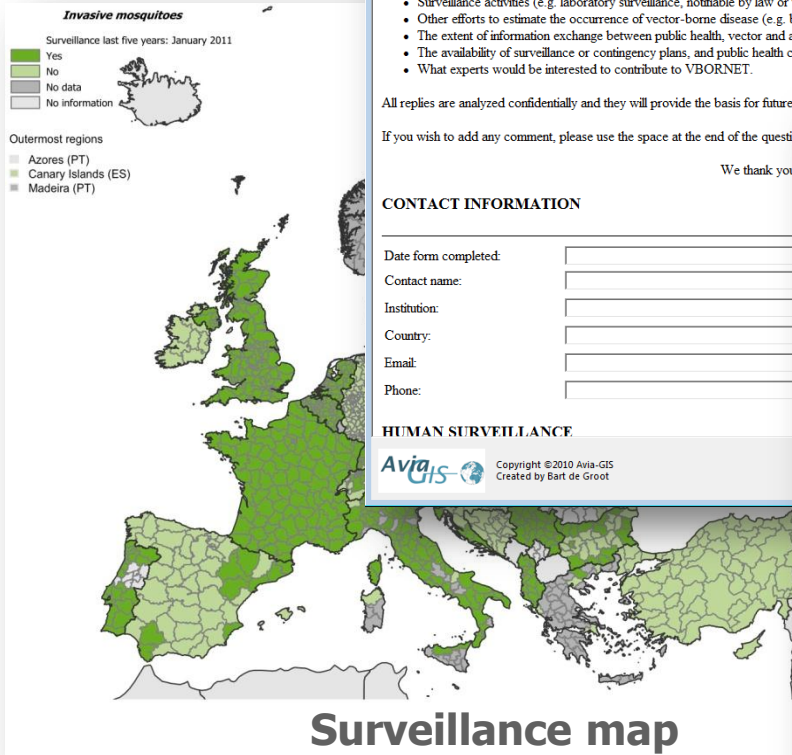 Invasive mosquitoes
Surveillance last five years: January 2011
Yes
No
No data
No information
Outermost regions
Azores (PT)
Canary Islands (ES)
Madeira (PT)
Surveillance activities (e.g. laboratory surveillance, notifiable by law or
Other efforts to estimate the occurrence of vector-borne disease (e.g. b
The extent of information exchange between public health, vector and a
The availability of surveillance or contingency plans, and public health c
What experts would be interested to contribute to VBORNET.
All replies are analyzed confidentially and they will provide the basis for future
If you wish to add any comment, please use the space at the end of the questi
We thank you
CONTACT INFORMATION
Date form completed:
Contact name:
Institution:
Country:
Email:
Phone:
HUMAN SURVEILLANCE
Avia-GIS
Copyright ©2010 Avia-GIS
Created by Bart de Groot
Surveillance map